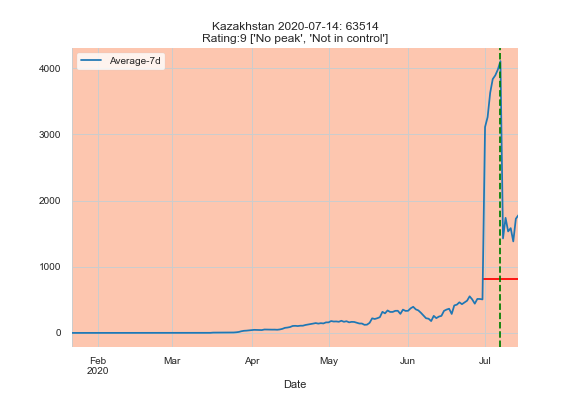 Kazakhstan 2020-07-14: 63514
Rating:9 ['No peak', 'Not in control']
Average-7d
4000
3000
2000
1000
0
Feb Mar Apr May Jun Jul
2020
Date